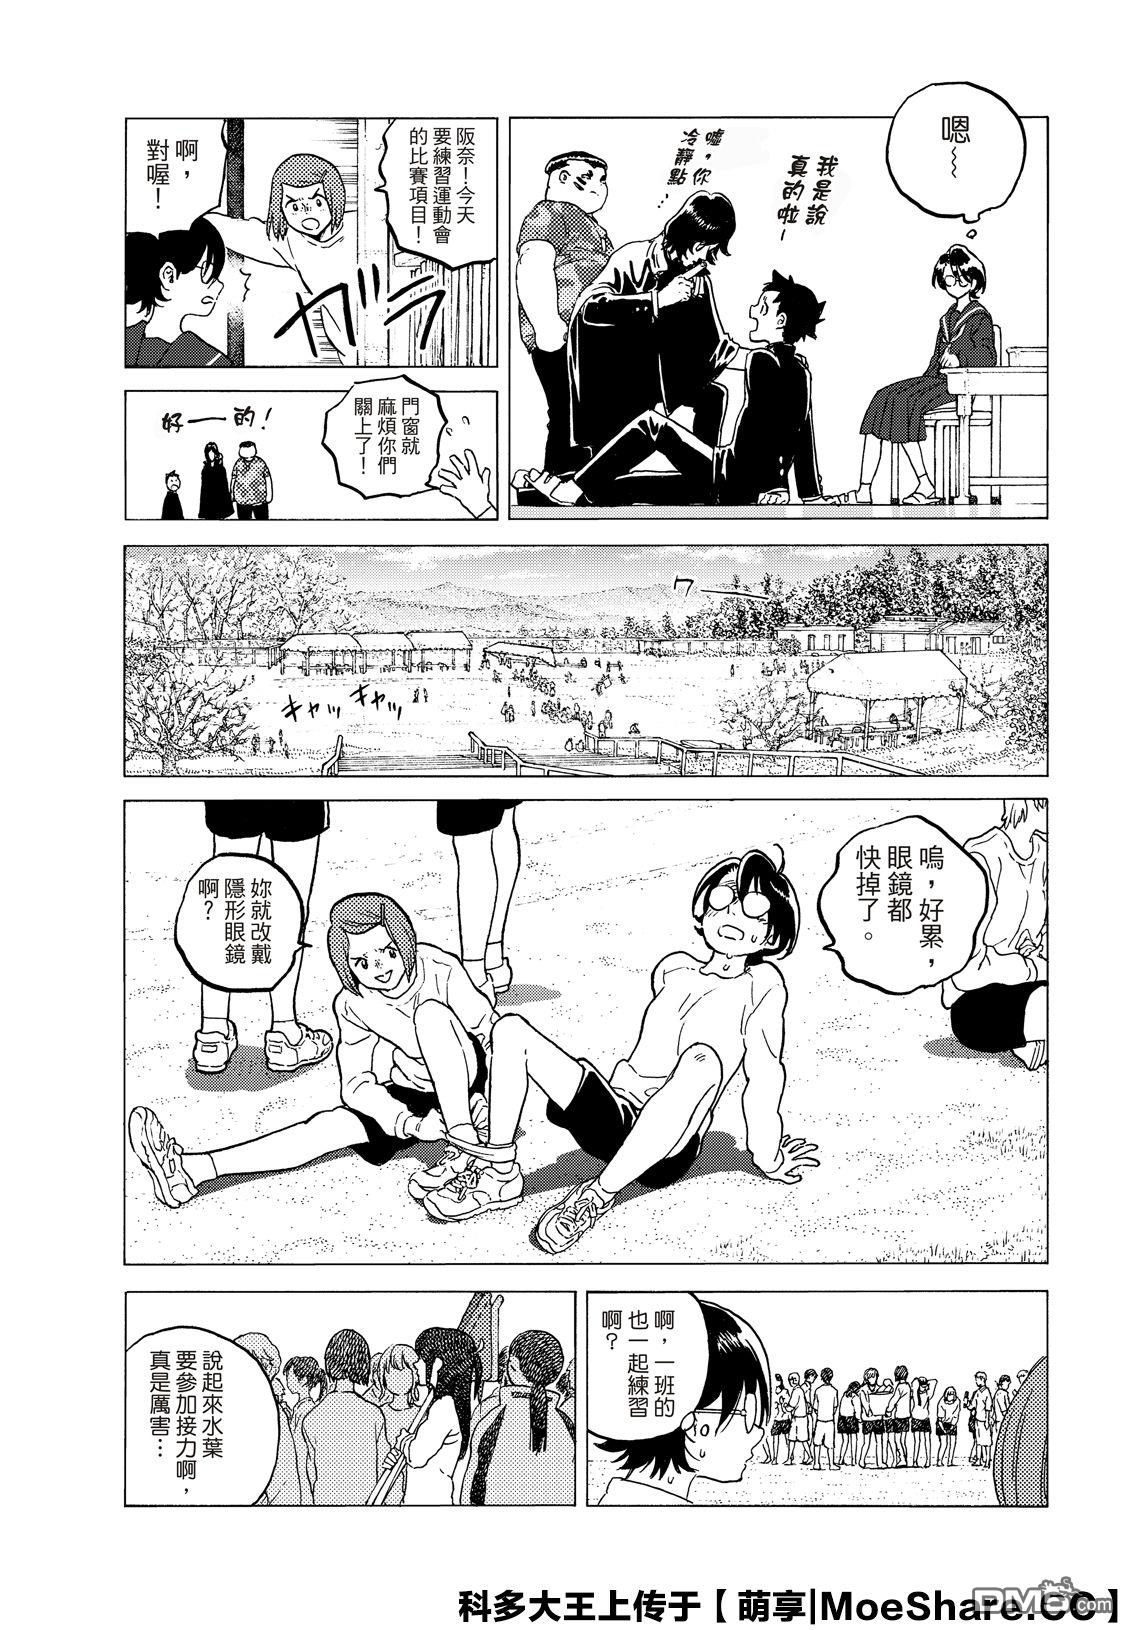 嗯~
我是說
真的啦~
噓，你
冷靜點…
阪奈！今天
要練習運動會
的比賽項目！
ガラ
啊，
對喔！
門窗就
麻煩你們
關上了！
好——的！
ワー
キャッ
キャッ
嗚，好累，
眼鏡都
快掉了。
妳就改戴
隱形眼鏡
啊？
啊，一班的
也一起練習
啊？
說起來水葉
要參加接力啊，
真是厲害…
科多大王上传于【萌享|MoeShare.CC】